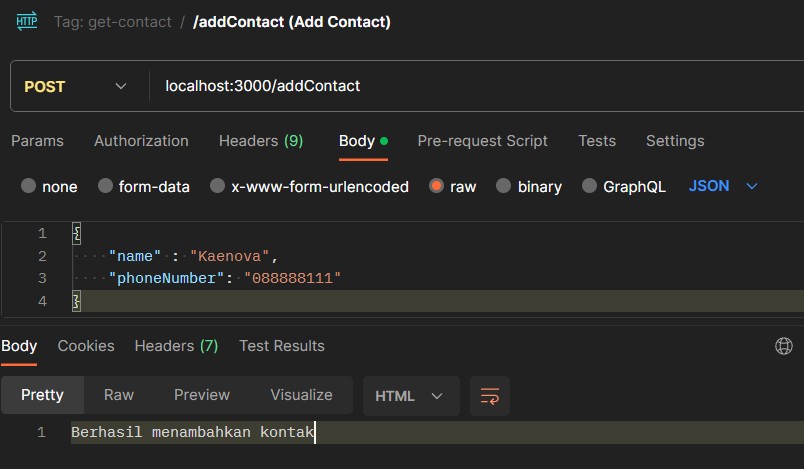 HTTP Tag: get-contact / /addContact (Add Contact)
POST localhost:3000/addContact
Params Authorization Headers (9) Body Pre-request Script Tests Settings
none form-data x-www-form-urlencoded raw binary GraphQL JSON
1 {
2 "name" : "Kaenova",
3 "phoneNumber": "088888111"
4 }
Body Cookies Headers (7) Test Results
Pretty Raw Preview Visualize HTML
1 Berhasil menambahkan kontak